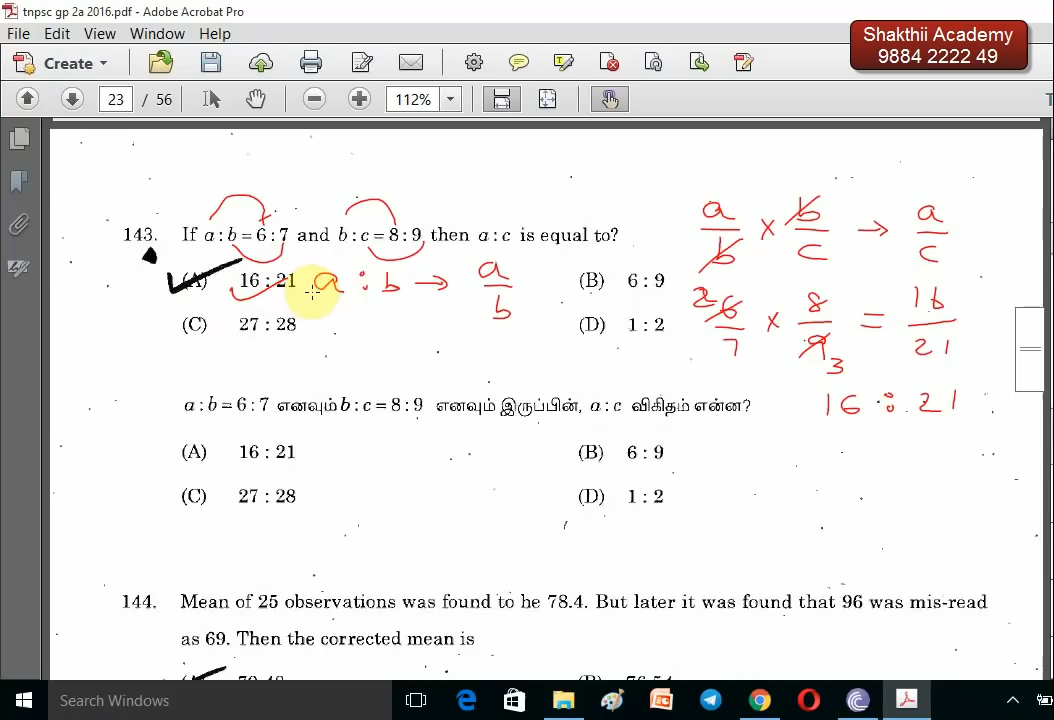 tnpsc gp 2a 2016.pdf - Adobe Acrobat Pro
File Edit View Window Help
Shakthii Academy
9884 2222 49
Create
23 / 56 112%
143. If a : b = 6 : 7 and b : c = 8 : 9, then a : c is equal to?
(A) 16 : 21 (B) 6 : 9
(C) 27 : 28 (D) 1 : 2
a : b → a/b
a/b × b/c → a/c
2 6/7 × 8/9 3 = 16/21
16 : 21
a : b = 6 : 7 எனவும் b : c = 8 : 9 எனவும் இருப்பின், a : c விகிதம் என்ன?
(A) 16 : 21 (B) 6 : 9
(C) 27 : 28 (D) 1 : 2
144. Mean of 25 observations was found to he 78.4. But later it was found that 96 was mis-read
as 69. Then the corrected mean is
Search Windows